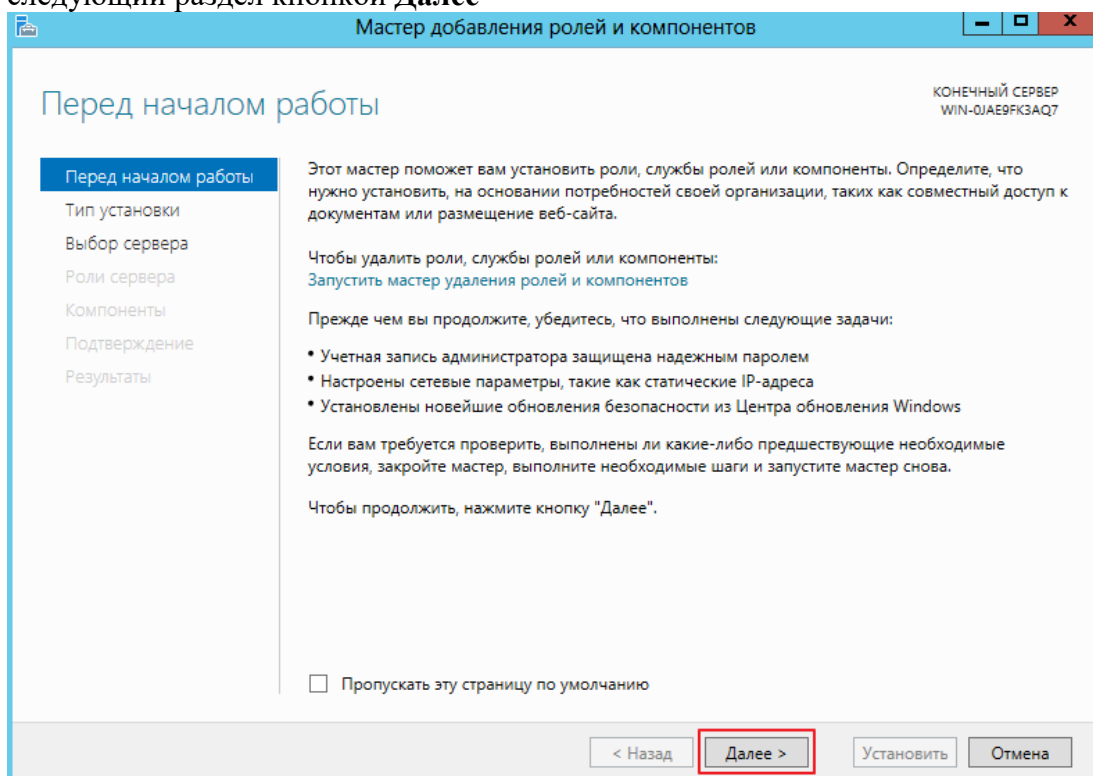 следующий раздел кнопкой Далее
Мастер добавления ролей и компонентов
Перед началом работы
КОНЕЧНЫЙ СЕРВЕР
WIN-0JAE9FK3AQ7
Перед началом работы
Тип установки
Выбор сервера
Роли сервера
Компоненты
Подтверждение
Результаты
Этот мастер поможет вам установить роли, службы ролей или компоненты. Определите, что
нужно установить, на основании потребностей своей организации, таких как совместный доступ к
документам или размещение веб-сайта.
Чтобы удалить роли, службы ролей или компоненты:
Запустить мастер удаления ролей и компонентов
Прежде чем вы продолжите, убедитесь, что выполнены следующие задачи:
• Учетная запись администратора защищена надежным паролем
• Настроены сетевые параметры, такие как статические IP-адреса
• Установлены новейшие обновления безопасности из Центра обновления Windows
Если вам требуется проверить, выполнены ли какие-либо предшествующие необходимые
условия, закройте мастер, выполните необходимые шаги и запустите мастер снова.
Чтобы продолжить, нажмите кнопку "Далее".
Пропускать эту страницу по умолчанию
< Назад
Далее >
Установить
Отмена